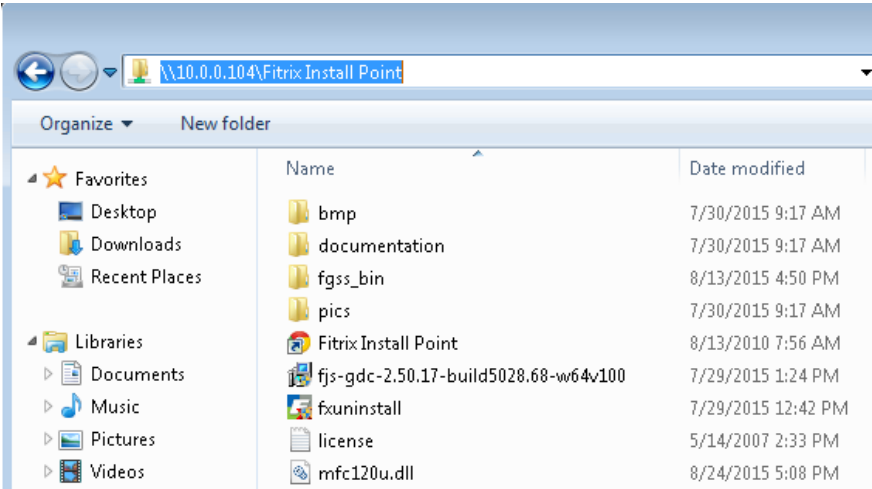 \\10.0.0.104\Fitrix Install Point
Organize New folder
Name Date modified
Favorites
Desktop
Downloads
Recent Places
Libraries
Documents
Music
Pictures
Videos
bmp 7/30/2015 9:17 AM
documentation 7/30/2015 9:17 AM
fgss_bin 8/13/2015 4:50 PM
pics 7/30/2015 9:17 AM
Fitrix Install Point 8/13/2010 7:56 AM
fjs-gdc-2.50.17-build5028.68-w64v100 7/29/2015 1:24 PM
fxuninstall 7/29/2015 12:42 PM
license 5/14/2007 2:33 PM
mfc120u.dll 8/24/2015 5:08 PM